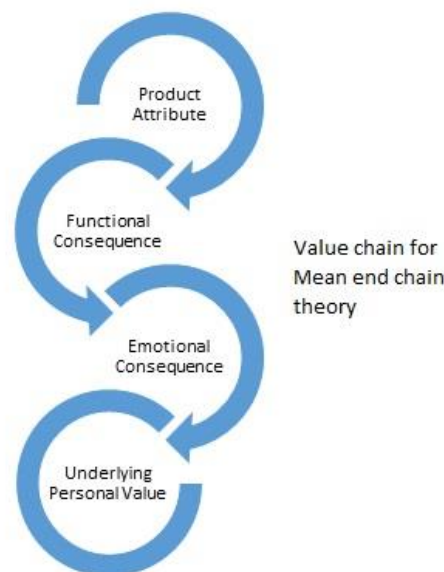 Product
Attribute
Functional
Consequence
Value chain for
Mean end chain
theory
Emotional
Consequence
Underlying
Personal Value